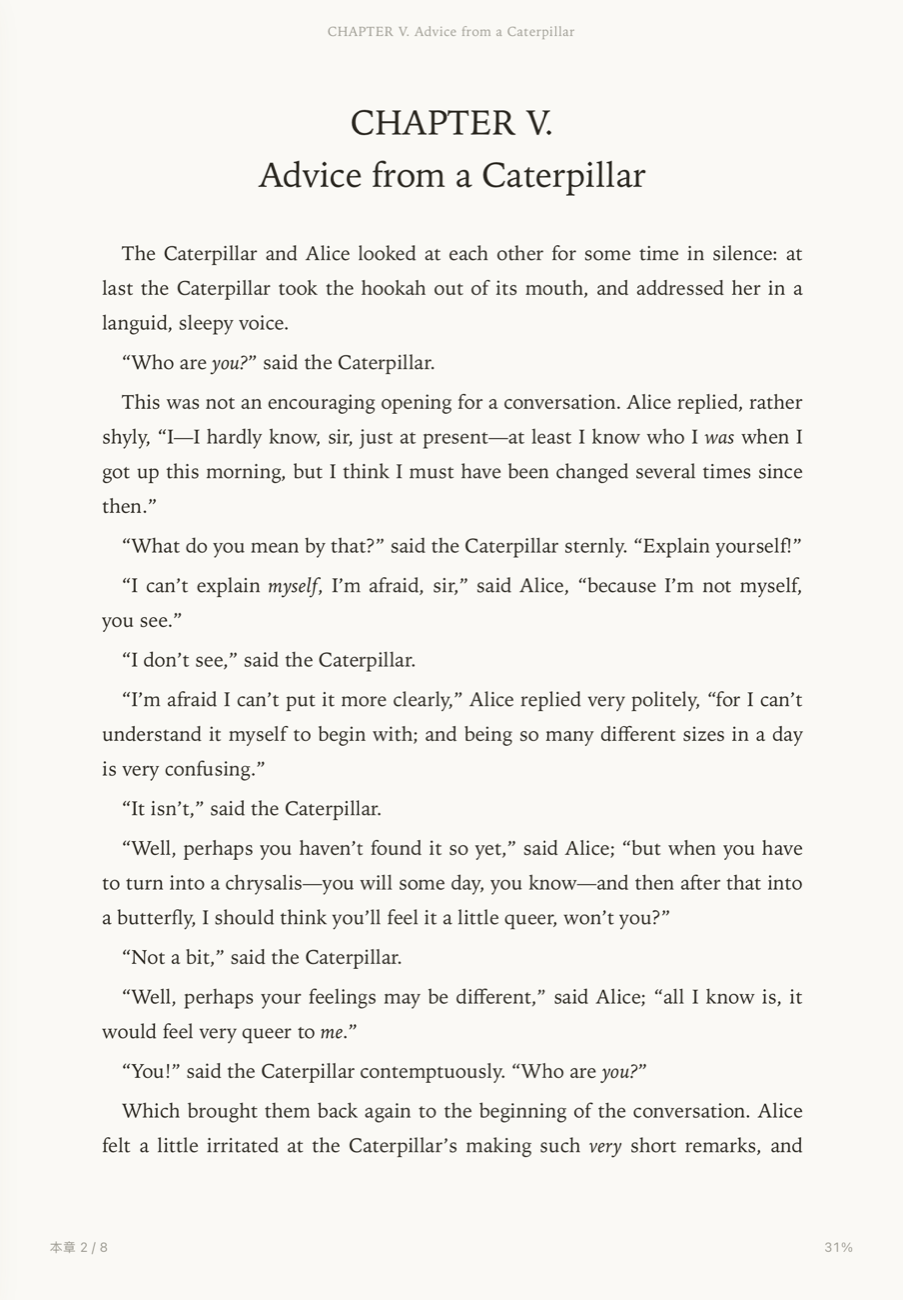 CHAPTER V. Advice from a Caterpillar
CHAPTER V.
Advice from a Caterpillar
The Caterpillar and Alice looked at each other for some time in silence: at
last the Caterpillar took the hookah out of its mouth, and addressed her in a
languid, sleepy voice.
“Who are you?” said the Caterpillar.
This was not an encouraging opening for a conversation. Alice replied, rather
shyly, “I—I hardly know, sir, just at present—at least I know who I was when I
got up this morning, but I think I must have been changed several times since
then.”
“What do you mean by that?” said the Caterpillar sternly. “Explain yourself!”
“I can’t explain myself, I’m afraid, sir,” said Alice, “because I’m not myself,
you see.”
“I don’t see,” said the Caterpillar.
“I’m afraid I can’t put it more clearly,” Alice replied very politely, “for I can’t
understand it myself to begin with; and being so many different sizes in a day
is very confusing.”
“It isn’t,” said the Caterpillar.
“Well, perhaps you haven’t found it so yet,” said Alice; “but when you have
to turn into a chrysalis—you will some day, you know—and then after that into
a butterfly, I should think you’ll feel it a little queer, won’t you?”
“Not a bit,” said the Caterpillar.
“Well, perhaps your feelings may be different,” said Alice; “all I know is, it
would feel very queer to me.”
“You!” said the Caterpillar contemptuously. “Who are you?”
Which brought them back again to the beginning of the conversation. Alice
felt a little irritated at the Caterpillar’s making such very short remarks, and
本章 2 / 8
31%